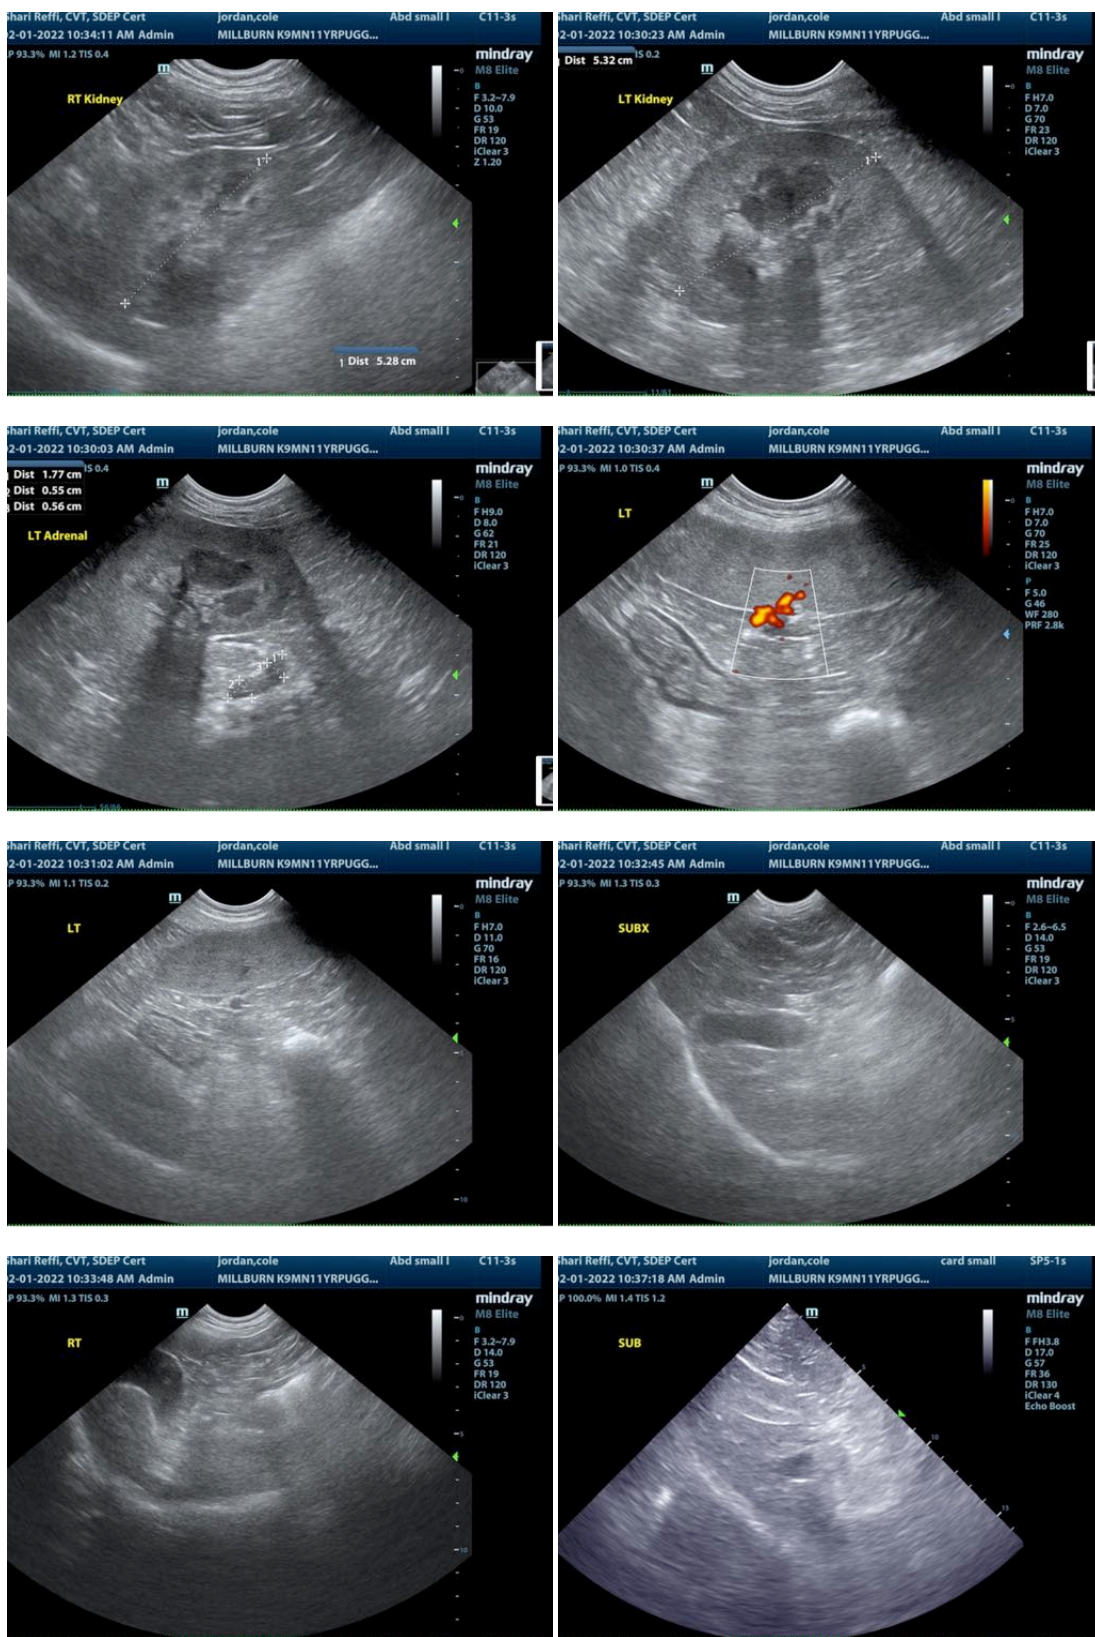 hari Reffi, CVT, SDEP Cert jordan,cole Abd small I C11-3s
2-01-2022 10:34:11 AM Admin MILLBURN K9MN11YRPUGG...
P 93.3% MI 1.2 TIS 0.4
mindray
M8 Elite
RT Kidney
B
F 3.2~7.9
D 10.0
G 53
FR 19
DR 120
iClear 3
Z 1.20
1
1 Dist 5.28 cm
hari Reffi, CVT, SDEP Cert jordan,cole Abd small I C11-3s
2-01-2022 10:30:23 AM Admin MILLBURN K9MN11YRPUGG...
Dist 5.32 cm
IS 0.2
mindray
M8 Elite
LT Kidney
B
F H7.0
D 7.0
G 70
FR 23
DR 120
iClear 3
1
hari Reffi, CVT, SDEP Cert jordan,cole Abd small I C11-3s
2-01-2022 10:30:03 AM Admin MILLBURN K9MN11YRPUGG...
Dist 1.77 cm
Dist 0.55 cm
Dist 0.56 cm
IS 0.4
mindray
M8 Elite
LT Adrenal
B
F H9.0
D 8.0
G 62
FR 21
DR 120
iClear 3
1
3
2
hari Reffi, CVT, SDEP Cert jordan,cole Abd small I C11-3s
2-01-2022 10:30:37 AM Admin MILLBURN K9MN11YRPUGG...
P 93.3% MI 1.0 TIS 0.4
mindray
M8 Elite
LT
B
F H7.0
D 7.0
G 70
FR 25
DR 120
iClear 3
P
F 5.0
G 46
WF 280
PRF 2.8k
hari Reffi, CVT, SDEP Cert jordan,cole Abd small I C11-3s
2-01-2022 10:31:02 AM Admin MILLBURN K9MN11YRPUGG...
P 93.3% MI 1.1 TIS 0.2
mindray
M8 Elite
LT
B
F H7.0
D 11.0
G 70
FR 16
DR 120
iClear 3
10
hari Reffi, CVT, SDEP Cert jordan,cole Abd small I C11-3s
2-01-2022 10:32:45 AM Admin MILLBURN K9MN11YRPUGG...
P 93.3% MI 1.3 TIS 0.3
mindray
M8 Elite
SUBX
B
F 2.6~6.5
D 14.0
G 53
FR 19
DR 120
iClear 3
hari Reffi, CVT, SDEP Cert jordan,cole Abd small I C11-3s
2-01-2022 10:33:48 AM Admin MILLBURN K9MN11YRPUGG...
P 93.3% MI 1.3 TIS 0.3
mindray
M8 Elite
RT
B
F 3.2~7.9
D 14.0
G 53
FR 19
DR 120
iClear 3
5
10
hari Reffi, CVT, SDEP Cert jordan,cole card small SP5-1s
2-01-2022 10:37:18 AM Admin MILLBURN K9MN11YRPUGG...
P 100.0% MI 1.4 TIS 1.2
mindray
M8 Elite
SUB
B
F FH3.8
D 17.0
G 57
FR 36
DR 130
iClear 4
Echo Boost
5
10
15